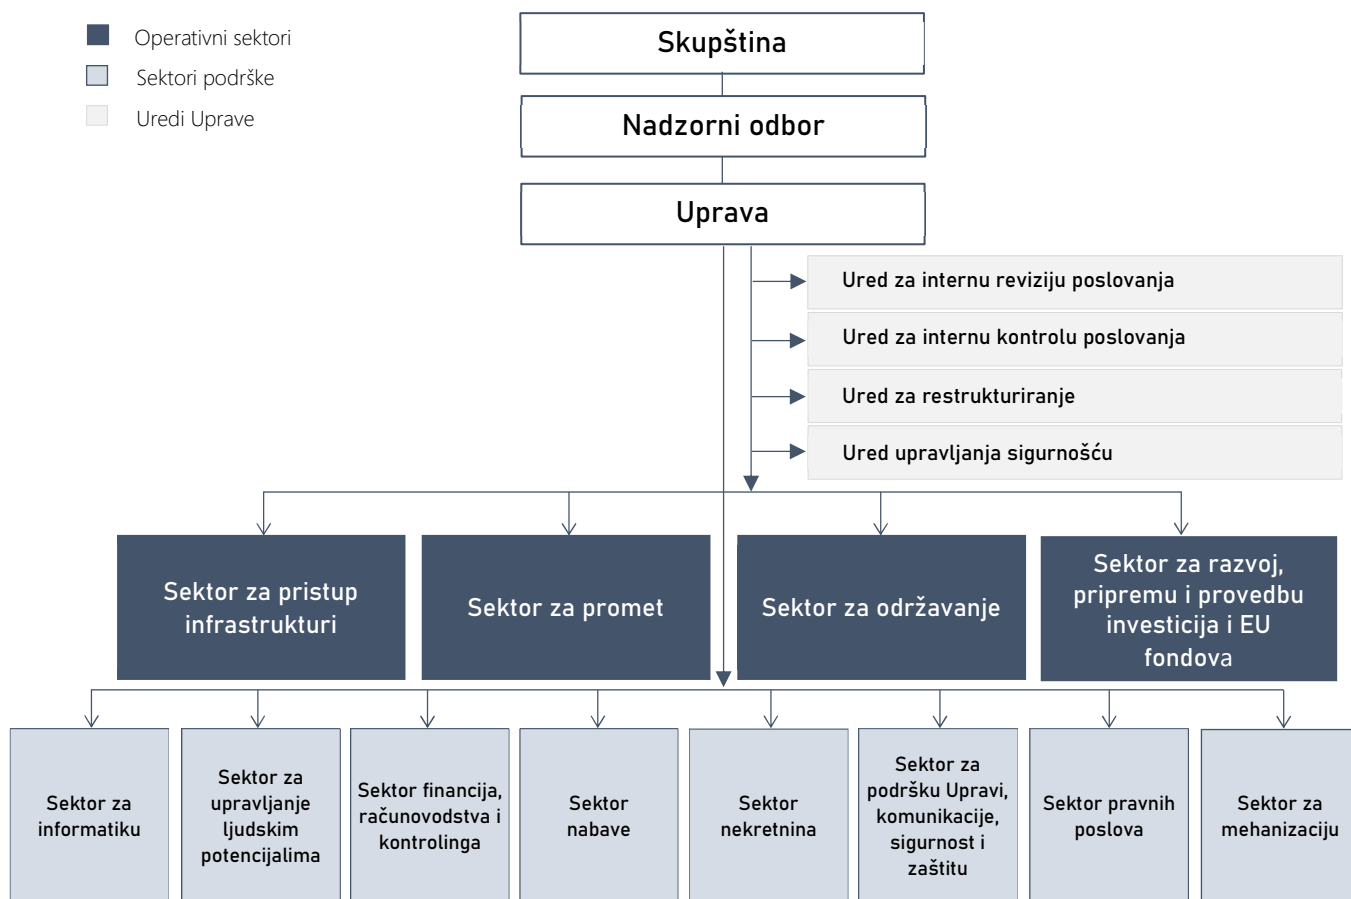 Operativni sektori
Sektori podrške
Uredi Uprave
Skupština
Nadzorni odbor
Uprava
Ured za internu reviziju poslovanja
Ured za internu kontrolu poslovanja
Ured za restrukturiranje
Ured upravljanja sigurnošću
Sektor za pristup
infrastrukturi
Sektor za promet
Sektor za održavanje
Sektor za razvoj,
pripremu i provedbu
investicija i EU
fondova
Sektor za
informatiku
Sektor za
upravljanje
ljudskim
potencijalima
Sektor financija,
računovodstva i
kontrolinga
Sektor
nabave
Sektor
nekretnina
Sektor za
podršku Upravi,
komunikacije,
sigurnost i
zaštitu
Sektor pravnih
poslova
Sektor za
mehanizaciju